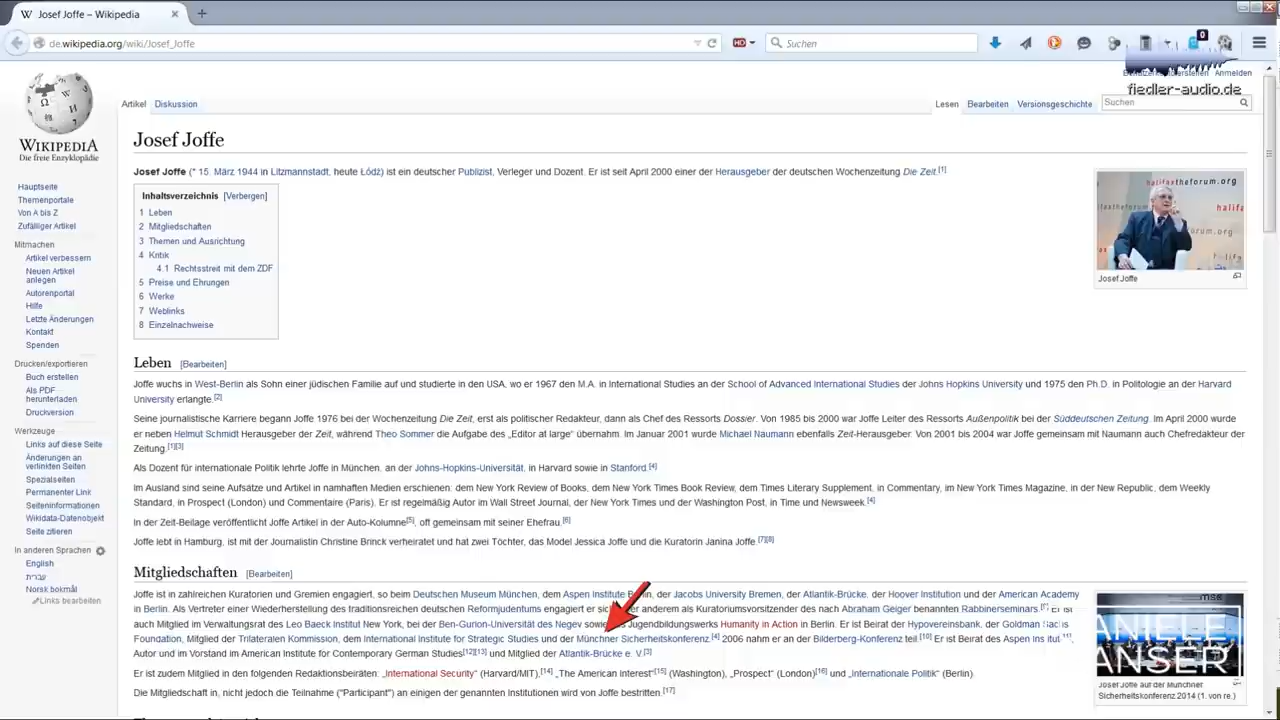 Josef Joffe – Wikipedia
de.wikipedia.org/wiki/Josef_Joffe
Suchen
0
Anmelden
fiedler-audio.de
Artikel Diskussion
Lesen Bearbeiten Versionsgeschichte
Suchen
WIKIPEDIA
Die freie Enzyklopädie
Hauptseite
Themenportale
Von A bis Z
Zufälliger Artikel
Mitmachen
Artikel verbessern
Neuen Artikel
anlegen
Autorenportal
Hilfe
Letzte Änderungen
Kontakt
Spenden
Drucken/exportieren
Buch erstellen
Als PDF
herunterladen
Druckversion
Werkzeuge
Links auf diese Seite
Änderungen an
verlinkten Seiten
Spezialseiten
Permanenter Link
Seiteninformationen
Wikidata-Datenobjekt
Seite zitieren
In anderen Sprachen
English
עברית
Norsk bokmål
Links bearbeiten
Josef Joffe
Josef Joffe (* 15. März 1944 in Litzmannstadt, heute Łódź) ist ein deutscher Publizist, Verleger und Dozent. Er ist seit April 2000 einer der Herausgeber der deutschen Wochenzeitung Die Zeit.[1]
Inhaltsverzeichnis [Verbergen]
1 Leben
2 Mitgliedschaften
3 Themen und Ausrichtung
4 Kritik
4.1 Rechtsstreit mit dem ZDF
5 Preise und Ehrungen
6 Werke
7 Weblinks
8 Einzelnachweise
halifaxtheforum.org
halifa
Josef Joffe
Leben [Bearbeiten]
Joffe wuchs in West-Berlin als Sohn einer jüdischen Familie auf und studierte in den USA, wo er 1967 den M.A. in International Studies an der School of Advanced International Studies der Johns Hopkins University und 1975 den Ph.D. in Politologie an der Harvard
University erlangte.[2]
Seine journalistische Karriere begann Joffe 1976 bei der Wochenzeitung Die Zeit, erst als politischer Redakteur, dann als Chef des Ressorts Dossier. Von 1985 bis 2000 war Joffe Leiter des Ressorts Außenpolitik bei der Süddeutschen Zeitung. Im April 2000 wurde
er neben Helmut Schmidt Herausgeber der Zeit, während Theo Sommer die Aufgabe des „Editor at large“ übernahm. Im Januar 2001 wurde Michael Naumann ebenfalls Zeit-Herausgeber. Von 2001 bis 2004 war Joffe gemeinsam mit Naumann auch Chefredakteur der
Zeitung.[1][3]
Als Dozent für internationale Politik lehrte Joffe in München, an der Johns-Hopkins-Universität, in Harvard sowie in Stanford.[4]
Im Ausland sind seine Aufsätze und Artikel in namhaften Medien erschienen: dem New York Review of Books, dem New York Times Book Review, dem Times Literary Supplement, in Commentary, im New York Times Magazine, in der New Republic, dem Weekly
Standard, in Prospect (London) und Commentaire (Paris). Er ist regelmäßig Autor im Wall Street Journal, der New York Times und der Washington Post, in Time und Newsweek.[4]
In der Zeit-Beilage veröffentlicht Joffe Artikel in der Auto-Kolumne[5], oft gemeinsam mit seiner Ehefrau.[6]
Joffe lebt in Hamburg, ist mit der Journalistin Christine Brinck verheiratet und hat zwei Töchter, das Model Jessica Joffe und die Kuratorin Janina Joffe.[7][8]
Mitgliedschaften [Bearbeiten]
Joffe ist in zahlreichen Kuratorien und Gremien engagiert, so beim Deutschen Museum München, dem Aspen Institute Berlin, der Jacobs University Bremen, der Atlantik-Brücke, der Hoover Institution und der American Academy
in Berlin. Als Vertreter einer Wiederherstellung des traditionsreichen deutschen Reformjudentums engagiert er anderem als Kuratoriumsvorsitzender des nach Abraham Geiger benannten Rabbinerseminars. Er ist
auch Mitglied im Verwaltungsrat des Leo Baeck Institut New York, bei der Ben-Gurion-Universität des Negev Jugendbildungswerks Humanity in Action in Berlin. Er ist Beirat der Hypovereinsbank, der Goldman
Foundation, Mitglied der Trilateralen Kommission, dem International Institute for Strategic Studies und der Münchner Sicherheitskonferenz.[4] 2006 nahm er an der Bilderberg-Konferenz teil.[10] Er ist Beirat des Aspen
Autor und im Vorstand im American Institute for Contemporary German Studies[12][13] und Mitglied der Atlantik-Brücke e. V.[3]
Er ist zudem Mitglied in den folgenden Redaktionsbeiräten: „International Security“ (Harvard/MIT),[14] „The American Interest“[15] (Washington), „Prospect“ (London)[16] und „Internationale Politik“ (Berlin).
Die Mitgliedschaft in, nicht jedoch die Teilnahme ("Participant") an einigen der genannten Institutionen wird von Joffe bestritten.[17]
ANIELE
ANSER
Josef Joffe auf der Münchner
Sicherheitskonferenz 2014 (1. von re.)